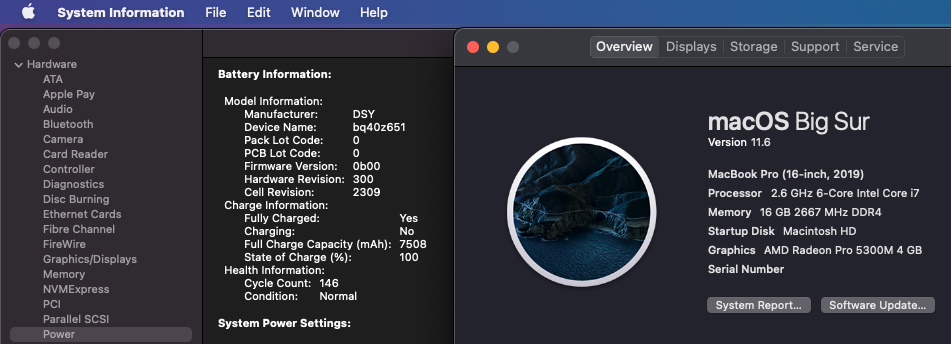 System Information File Edit Window Help
Hardware
ATA
Apple Pay
Audio
Bluetooth
Camera
Card Reader
Controller
Diagnostics
Disc Burning
Ethernet Cards
Fibre Channel
FireWire
Graphics/Displays
Memory
NVMExpress
PCI
Parallel SCSI
Power
Battery Information:
Model Information:
Manufacturer: DSY
Device Name: bq40z651
Pack Lot Code: 0
PCB Lot Code: 0
Firmware Version: 0b00
Hardware Revision: 300
Cell Revision: 2309
Charge Information:
Fully Charged: Yes
Charging: No
Full Charge Capacity (mAh): 7508
State of Charge (%): 100
Health Information:
Cycle Count: 146
Condition: Normal
System Power Settings:
Overview Displays Storage Support Service
macOS Big Sur
Version 11.6
MacBook Pro (16-inch, 2019)
Processor 2.6 GHz 6-Core Intel Core i7
Memory 16 GB 2667 MHz DDR4
Startup Disk Macintosh HD
Graphics AMD Radeon Pro 5300M 4 GB
Serial Number
System Report...
Software Update...